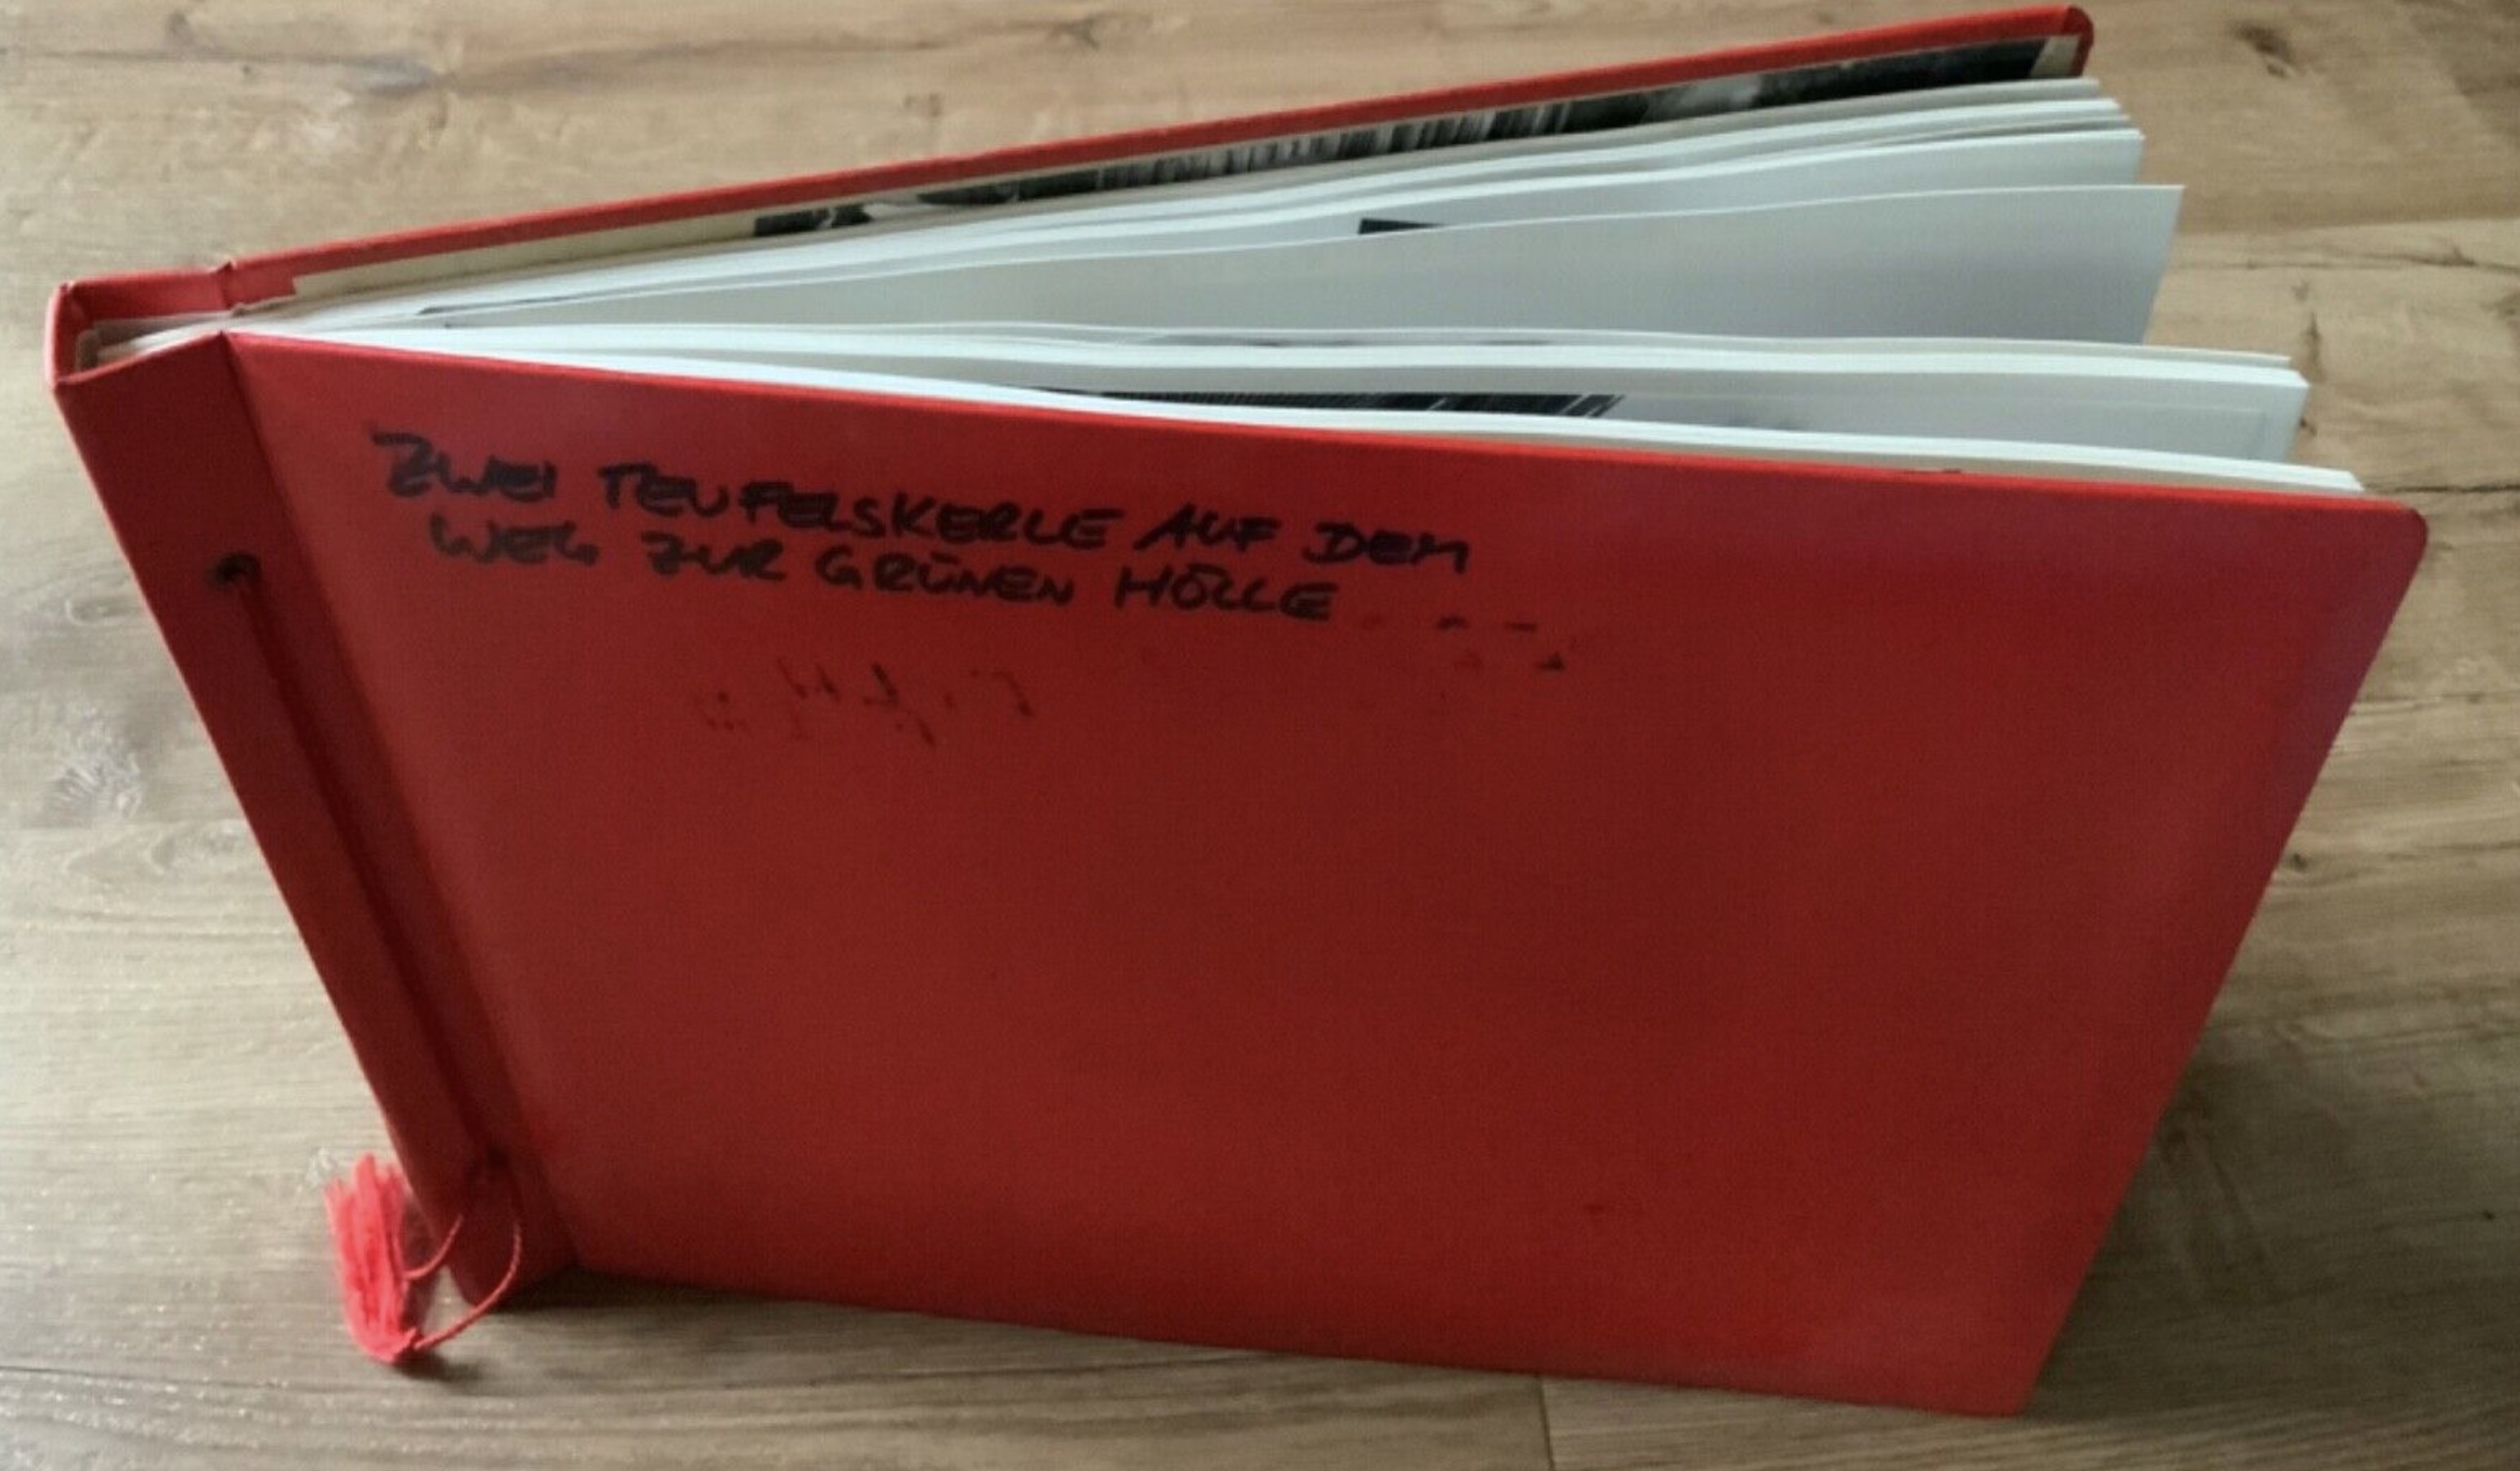 ZWEI TEUFELSKERLE AUF DEM
WEG ZUR GRÜNEN HÖLLE